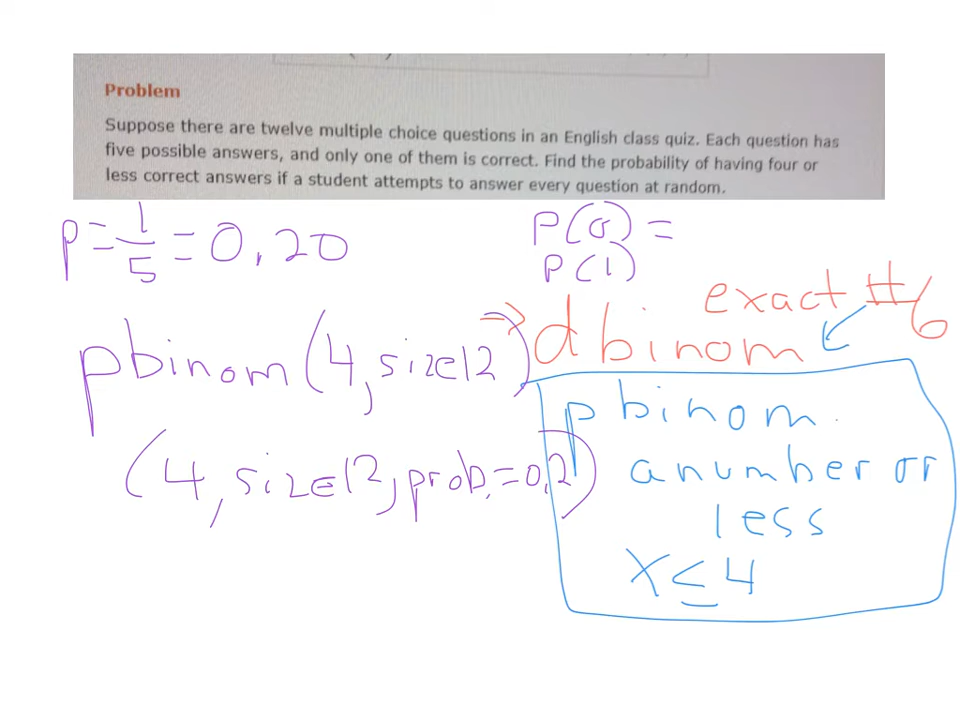 Problem
Suppose there are twelve multiple choice questions in an English class quiz. Each question has
five possible answers, and only one of them is correct. Find the probability of having four or
less correct answers if a student attempts to answer every question at random.
p = 1/5 = 0,20
P(0) =
P(1)
exact #6
pbinom(4, size12)
dbinom
(4, size12, prob.=0,2)
pbinom.
a number or
less
x ≤ 4